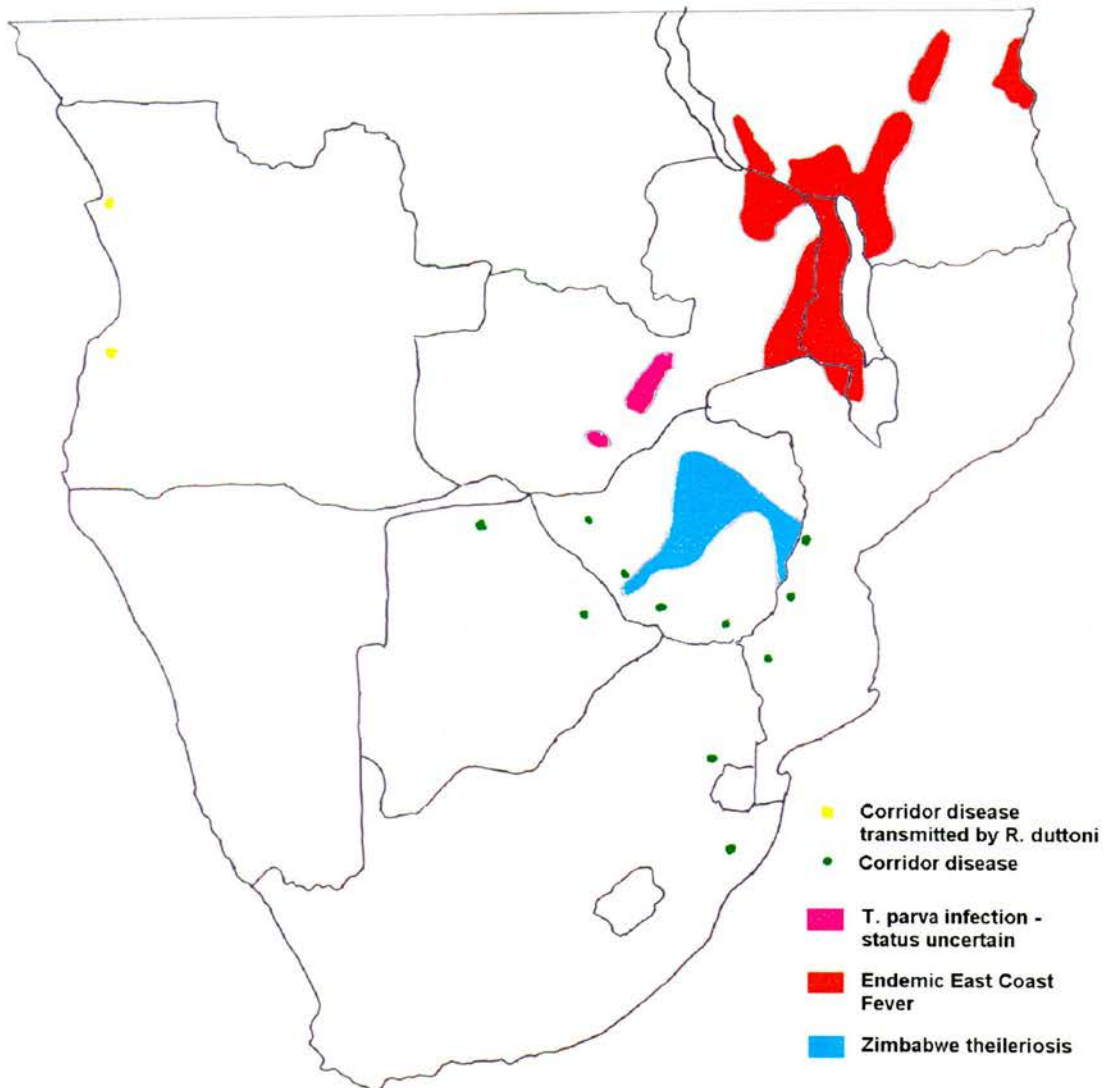 Corridor disease
transmitted by R. duttoni
Corridor disease
T. parva infection -
status uncertain
Endemic East Coast
Fever
Zimbabwe theileriosis